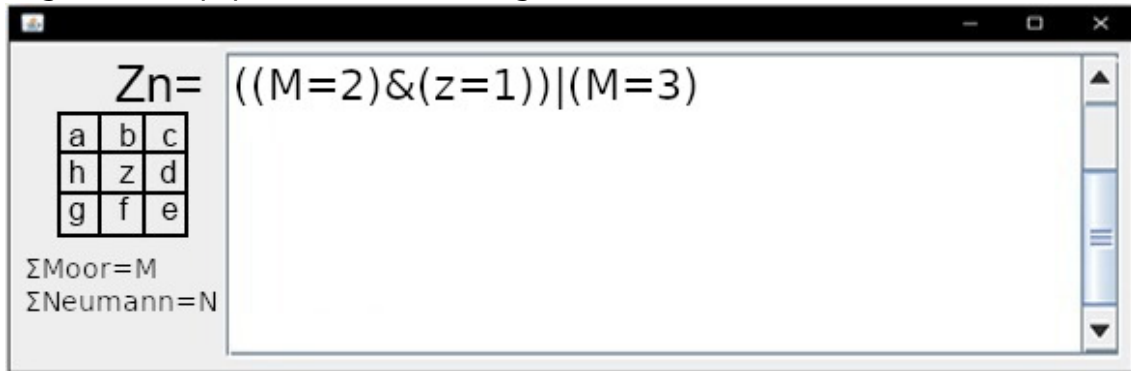 Zn= ((M=2)&(z=1))|(M=3)
a b c
h z d
g f e
ΣMoor=M
ΣNeumann=N